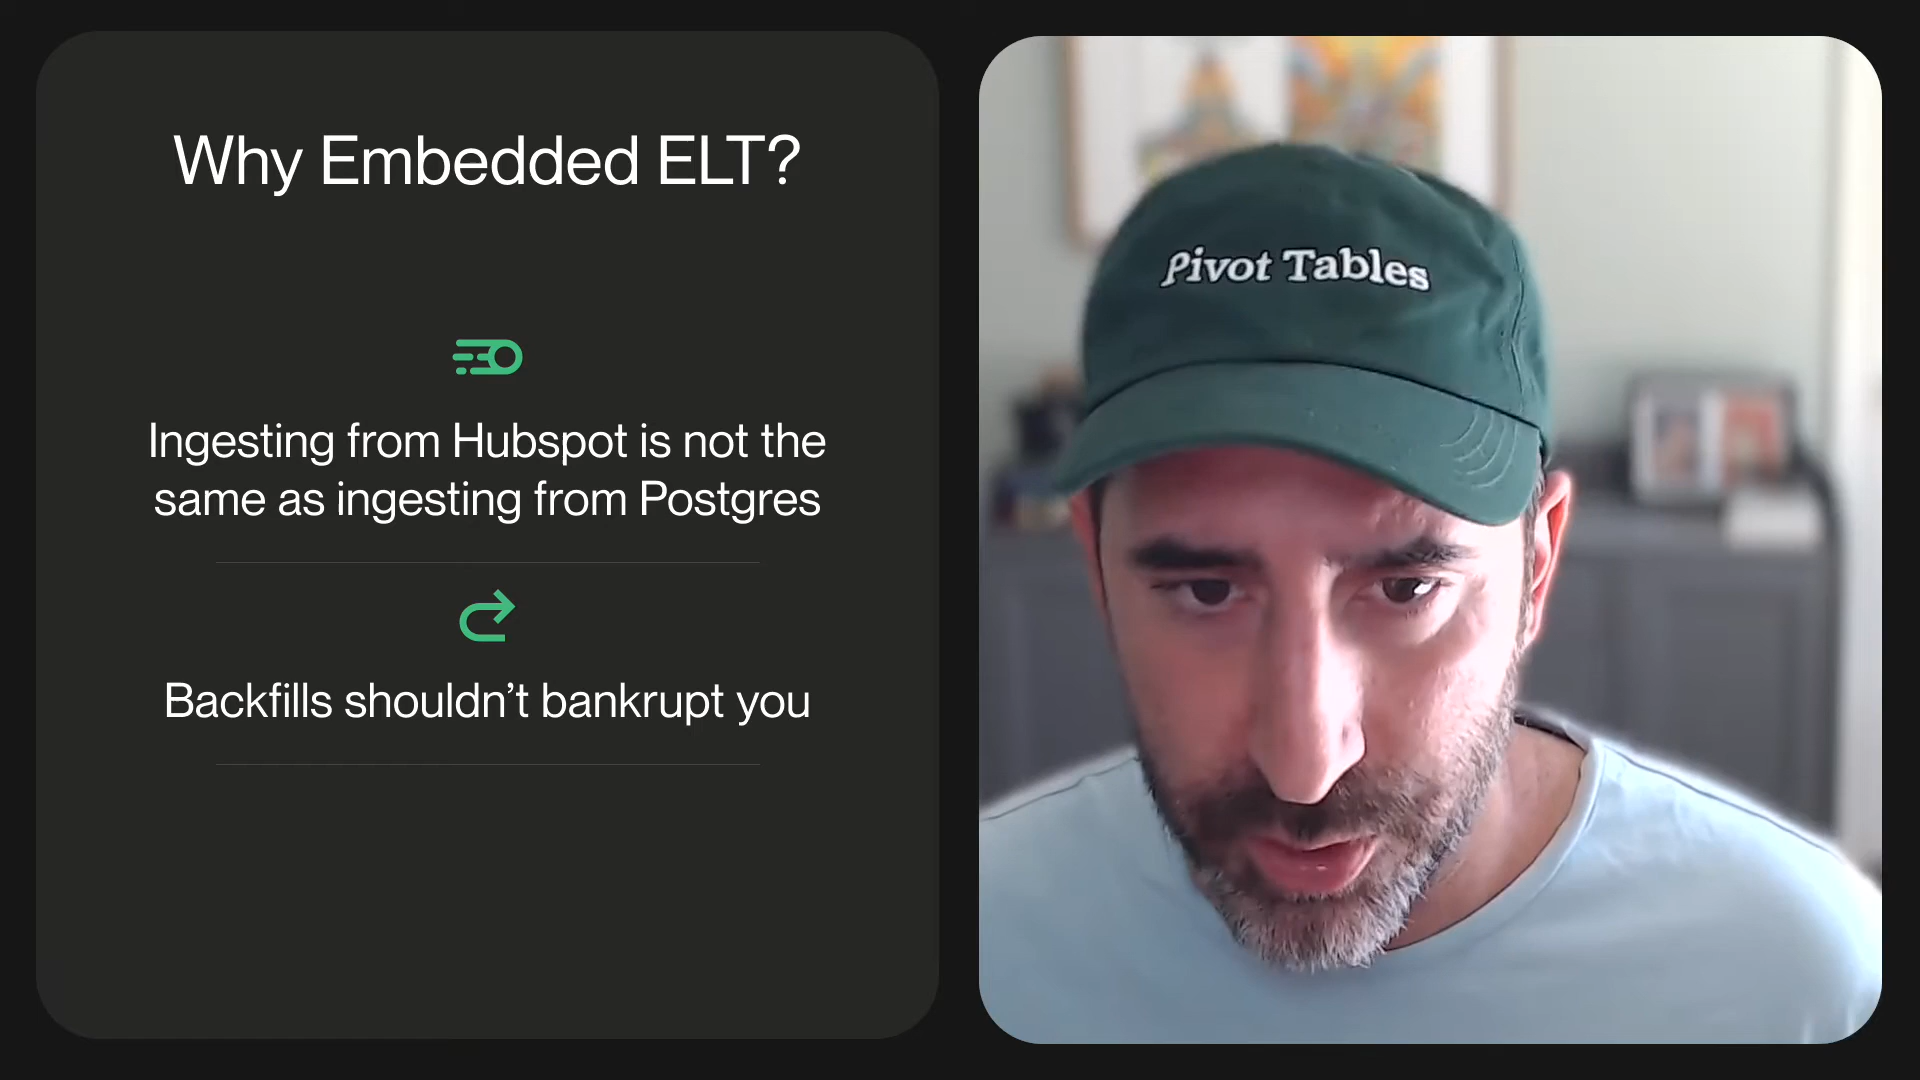 Why Embedded ELT?
Ingesting from Hubspot is not the
same as ingesting from Postgres
Backfills shouldn’t bankrupt you
Pivot Tables